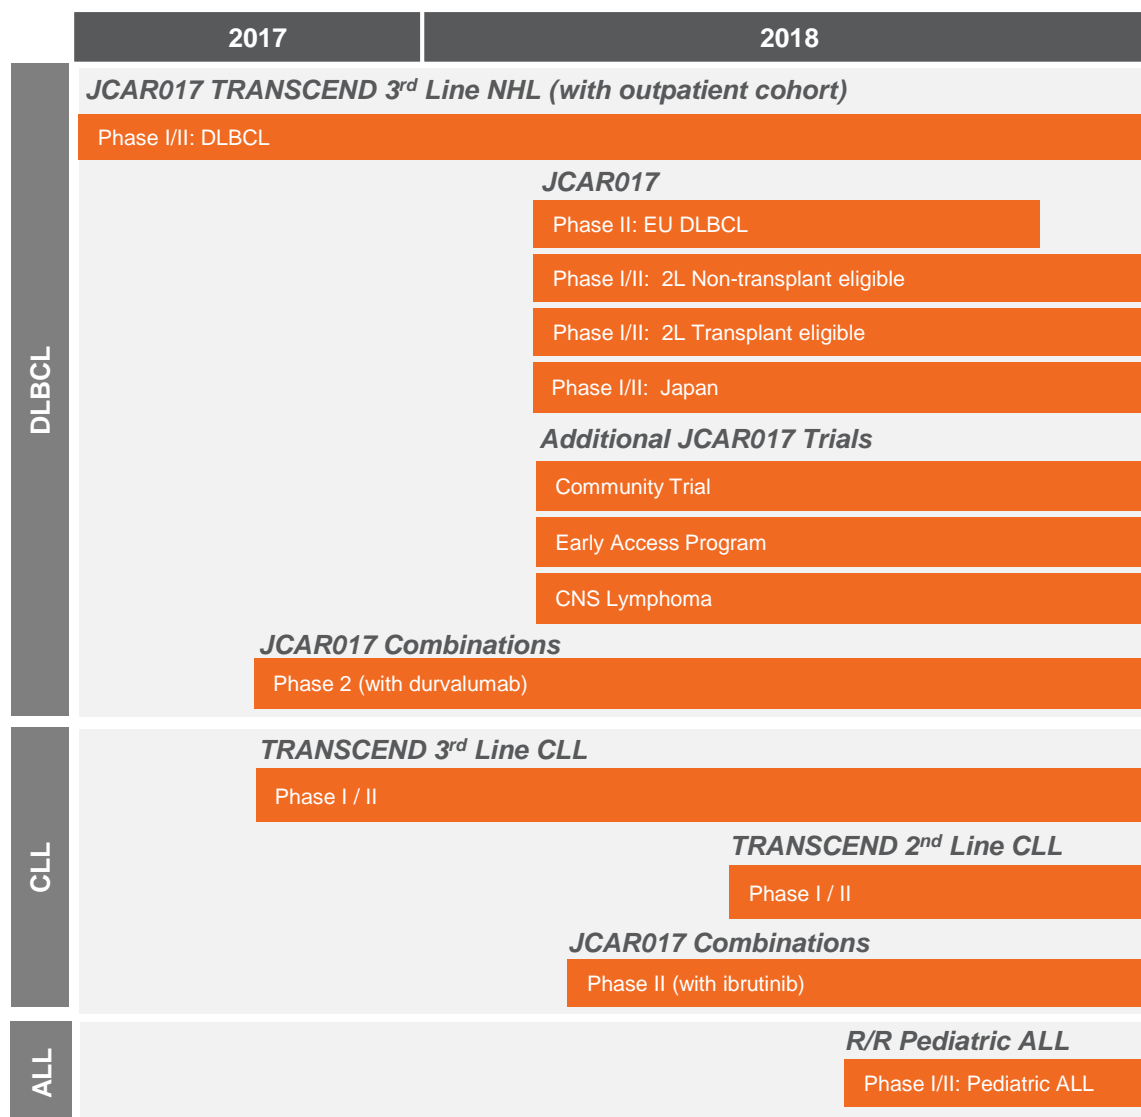 2017
2018
DLBCL
JCAR017 TRANSCEND 3rd Line NHL (with outpatient cohort)
Phase I/II: DLBCL
JCAR017
Phase II: EU DLBCL
Phase I/II: 2L Non-transplant eligible
Phase I/II: 2L Transplant eligible
Phase I/II: Japan
Additional JCAR017 Trials
Community Trial
Early Access Program
CNS Lymphoma
JCAR017 Combinations
Phase 2 (with durvalumab)
CLL
TRANSCEND 3rd Line CLL
Phase I / II
TRANSCEND 2nd Line CLL
Phase I / II
JCAR017 Combinations
Phase II (with ibrutinib)
ALL
R/R Pediatric ALL
Phase I/II: Pediatric ALL